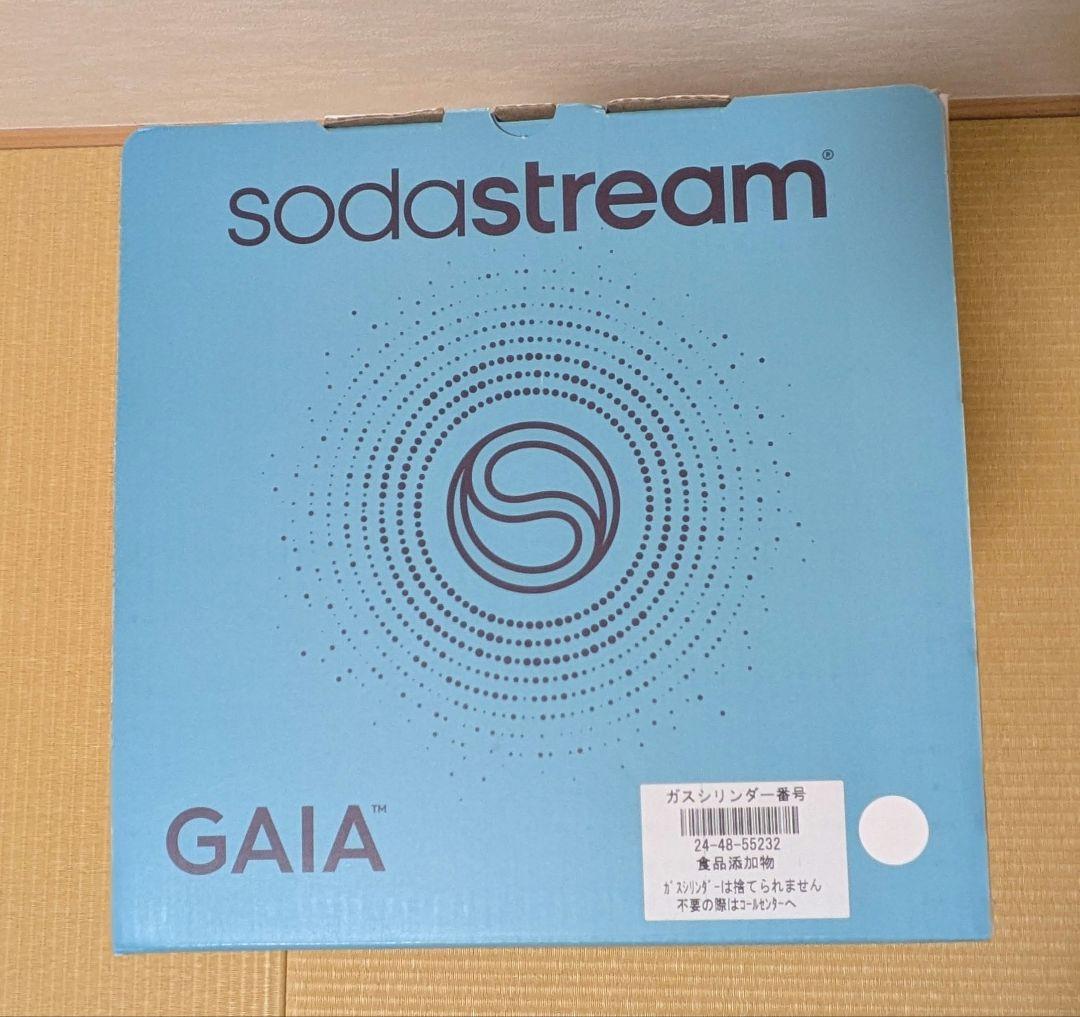 sodastream®
GAIA™
ガスシリンダー番号
24-48-55232
食品添加物
ｶﾞｽｼﾘﾝﾀﾞｰは捨てられません
不要の際はｺｰﾙｾﾝﾀｰへ